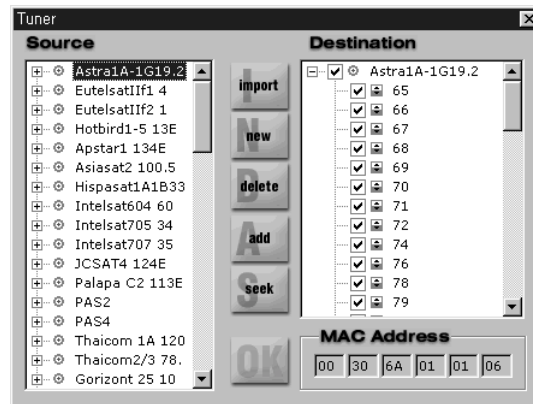 Tuner
Source
Astra1A-1G19.2
EutelsatIIf1 4
EutelsatIIf2 1
Hotbird1-5 13E
Apstar1 134E
Asiasat2 100.5
Hispasat1A1B33
Intelsat604 60
Intelsat705 34
Intelsat707 35
JCSAT4 124E
Palapa C2 113E
PAS2
PAS4
Thaicom 1A 120
Thaicom2/3 78.
Gorizont 25 10
I import
N new
D delete
A add
S seek
OK
Destination
Astra1A-1G19.2
65
66
67
68
69
70
71
72
74
76
78
79
MAC Address
00 30 6A 01 01 06